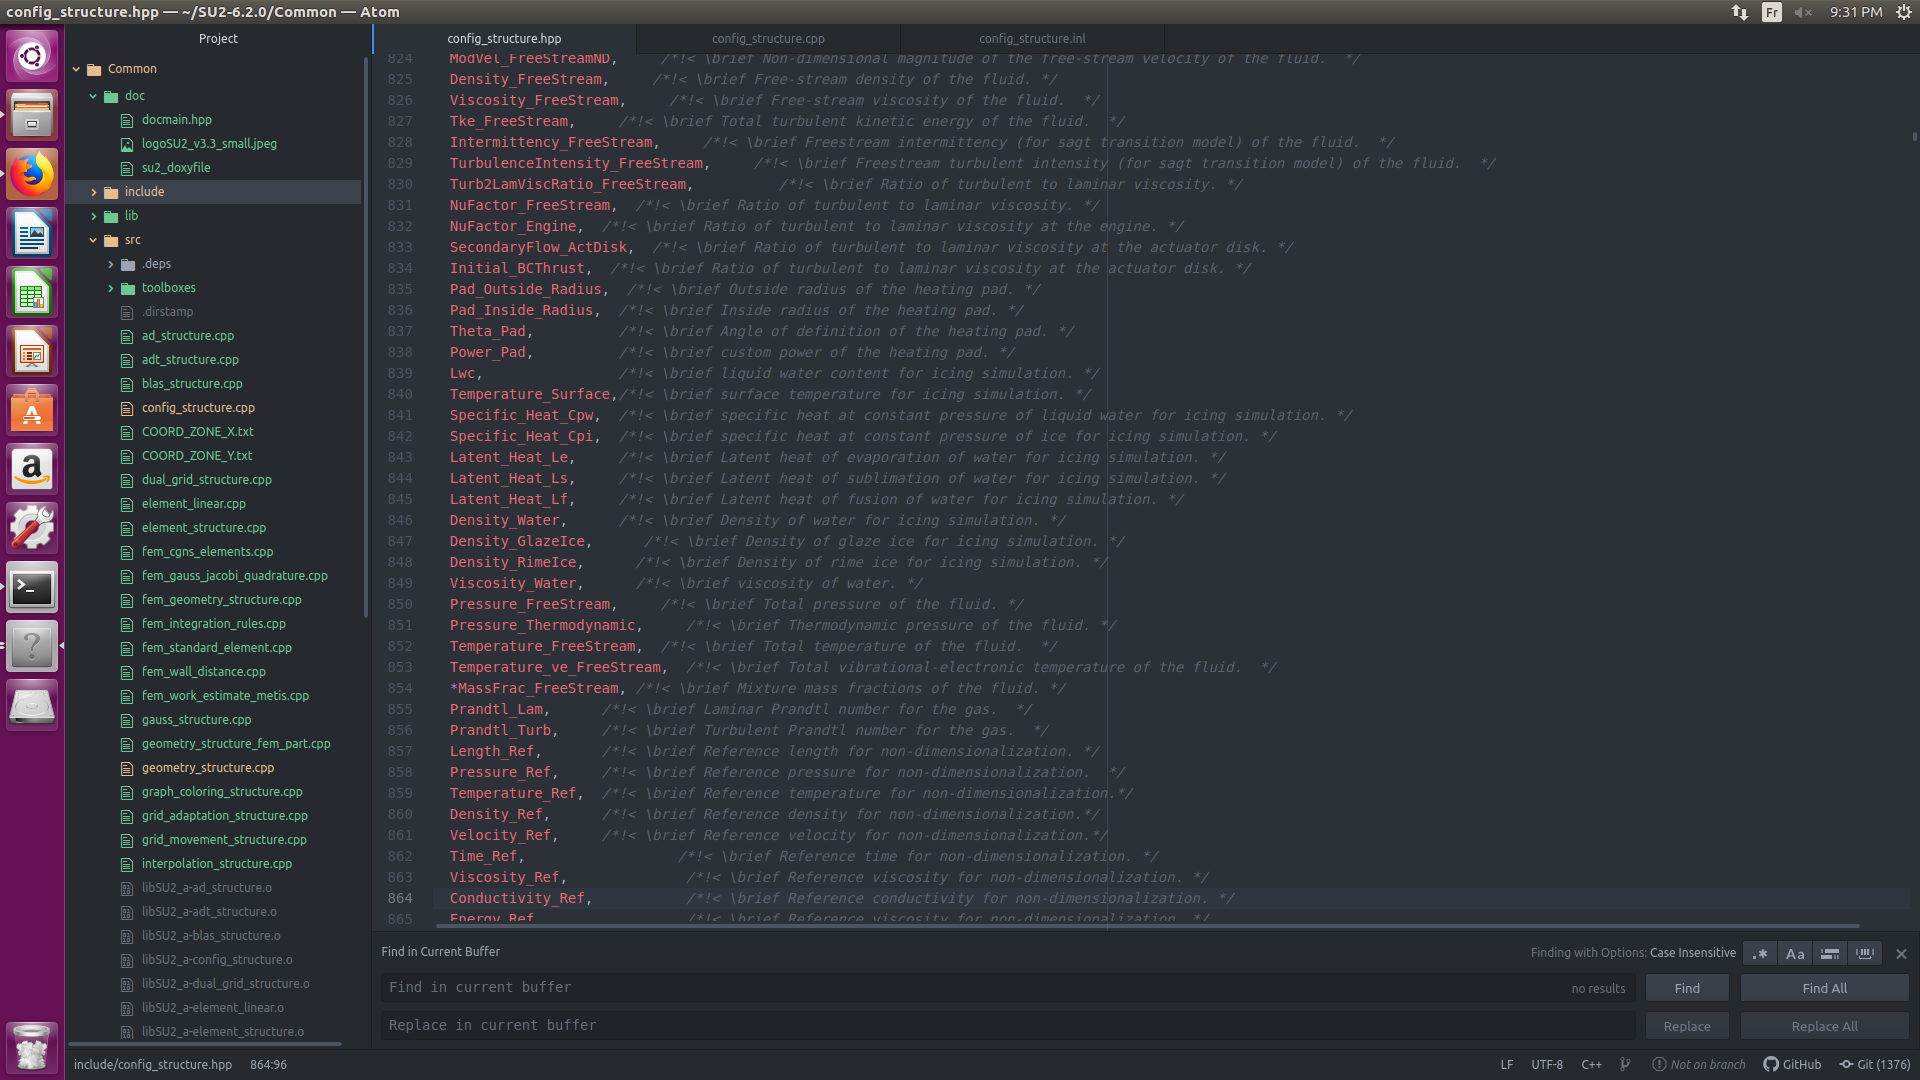 config_structure.hpp — ~/SU2-6.2.0/Common — Atom
Fr
9:31 PM
Project
Common
doc
docmain.hpp
logoSU2_v3.3_small.jpeg
su2_doxyfile
include
lib
src
.deps
toolboxes
.dirstamp
ad_structure.cpp
adt_structure.cpp
blas_structure.cpp
config_structure.cpp
COORD_ZONE_X.txt
COORD_ZONE_Y.txt
dual_grid_structure.cpp
element_linear.cpp
element_structure.cpp
fem_cgns_elements.cpp
fem_gauss_jacobi_quadrature.cpp
fem_geometry_structure.cpp
fem_integration_rules.cpp
fem_standard_element.cpp
fem_wall_distance.cpp
fem_work_estimate_metis.cpp
gauss_structure.cpp
geometry_structure_fem_part.cpp
geometry_structure.cpp
graph_coloring_structure.cpp
grid_adaptation_structure.cpp
grid_movement_structure.cpp
interpolation_structure.cpp
libSU2_a-ad_structure.o
libSU2_a-adt_structure.o
libSU2_a-blas_structure.o
libSU2_a-config_structure.o
libSU2_a-dual_grid_structure.o
libSU2_a-element_linear.o
libSU2_a-element_structure.o
config_structure.hpp
config_structure.cpp
config_structure.inl
824 ModVel_FreeStreamND, /*!< \brief Non-dimensional magnitude of the free-stream velocity of the fluid. */
825 Density_FreeStream, /*!< \brief Free-stream density of the fluid. */
826 Viscosity_FreeStream, /*!< \brief Free-stream viscosity of the fluid. */
827 Tke_FreeStream, /*!< \brief Total turbulent kinetic energy of the fluid. */
828 Intermittency_FreeStream, /*!< \brief Freestream intermittency (for sagt transition model) of the fluid. */
829 TurbulenceIntensity_FreeStream, /*!< \brief Freestream turbulent intensity (for sagt transition model) of the fluid. */
830 Turb2LamViscRatio_FreeStream, /*!< \brief Ratio of turbulent to laminar viscosity. */
831 NuFactor_FreeStream, /*!< \brief Ratio of turbulent to laminar viscosity. */
832 NuFactor_Engine, /*!< \brief Ratio of turbulent to laminar viscosity at the engine. */
833 SecondaryFlow_ActDisk, /*!< \brief Ratio of turbulent to laminar viscosity at the actuator disk. */
834 Initial_BCThrust, /*!< \brief Ratio of turbulent to laminar viscosity at the actuator disk. */
835 Pad_Outside_Radius, /*!< \brief Outside radius of the heating pad. */
836 Pad_Inside_Radius, /*!< \brief Inside radius of the heating pad. */
837 Theta_Pad, /*!< \brief Angle of definition of the heating pad. */
838 Power_Pad, /*!< \brief custom power of the heating pad. */
839 Lwc, /*!< \brief liquid water content for icing simulation. */
840 Temperature_Surface,/*!< \brief surface temperature for icing simulation. */
841 Specific_Heat_Cpw, /*!< \brief specific heat at constant pressure of liquid water for icing simulation. */
842 Specific_Heat_Cpi, /*!< \brief specific heat at constant pressure of ice for icing simulation. */
843 Latent_Heat_Le, /*!< \brief Latent heat of evaporation of water for icing simulation. */
844 Latent_Heat_Ls, /*!< \brief Latent heat of sublimation of water for icing simulation. */
845 Latent_Heat_Lf, /*!< \brief Latent heat of fusion of water for icing simulation. */
846 Density_Water, /*!< \brief Density of water for icing simulation. */
847 Density_GlazeIce, /*!< \brief Density of glaze ice for icing simulation. */
848 Density_RimeIce, /*!< \brief Density of rime ice for icing simulation. */
849 Viscosity_Water, /*!< \brief viscosity of water. */
850 Pressure_FreeStream, /*!< \brief Total pressure of the fluid. */
851 Pressure_Thermodynamic, /*!< \brief Thermodynamic pressure of the fluid. */
852 Temperature_FreeStream, /*!< \brief Total temperature of the fluid. */
853 Temperature_ve_FreeStream, /*!< \brief Total vibrational-electronic temperature of the fluid. */
854 *MassFrac_FreeStream, /*!< \brief Mixture mass fractions of the fluid. */
855 Prandtl_Lam, /*!< \brief Laminar Prandtl number for the gas. */
856 Prandtl_Turb, /*!< \brief Turbulent Prandtl number for the gas. */
857 Length_Ref, /*!< \brief Reference length for non-dimensionalization. */
858 Pressure_Ref, /*!< \brief Reference pressure for non-dimensionalization. */
859 Temperature_Ref, /*!< \brief Reference temperature for non-dimensionalization.*/
860 Density_Ref, /*!< \brief Reference density for non-dimensionalization.*/
861 Velocity_Ref, /*!< \brief Reference velocity for non-dimensionalization.*/
862 Time_Ref, /*!< \brief Reference time for non-dimensionalization. */
863 Viscosity_Ref, /*!< \brief Reference viscosity for non-dimensionalization. */
864 Conductivity_Ref, /*!< \brief Reference conductivity for non-dimensionalization. */
865 Energy_Ref /*!< \brief Reference viscosity for non-dimensionalization. */
Find in Current Buffer
Finding with Options: Case Insensitive
.* Aa
Find in current buffer
no results
Find
Find All
Replace in current buffer
Replace
Replace All
include/config_structure.hpp 864:96
LF UTF-8 C++ Not on branch GitHub Git (1376)